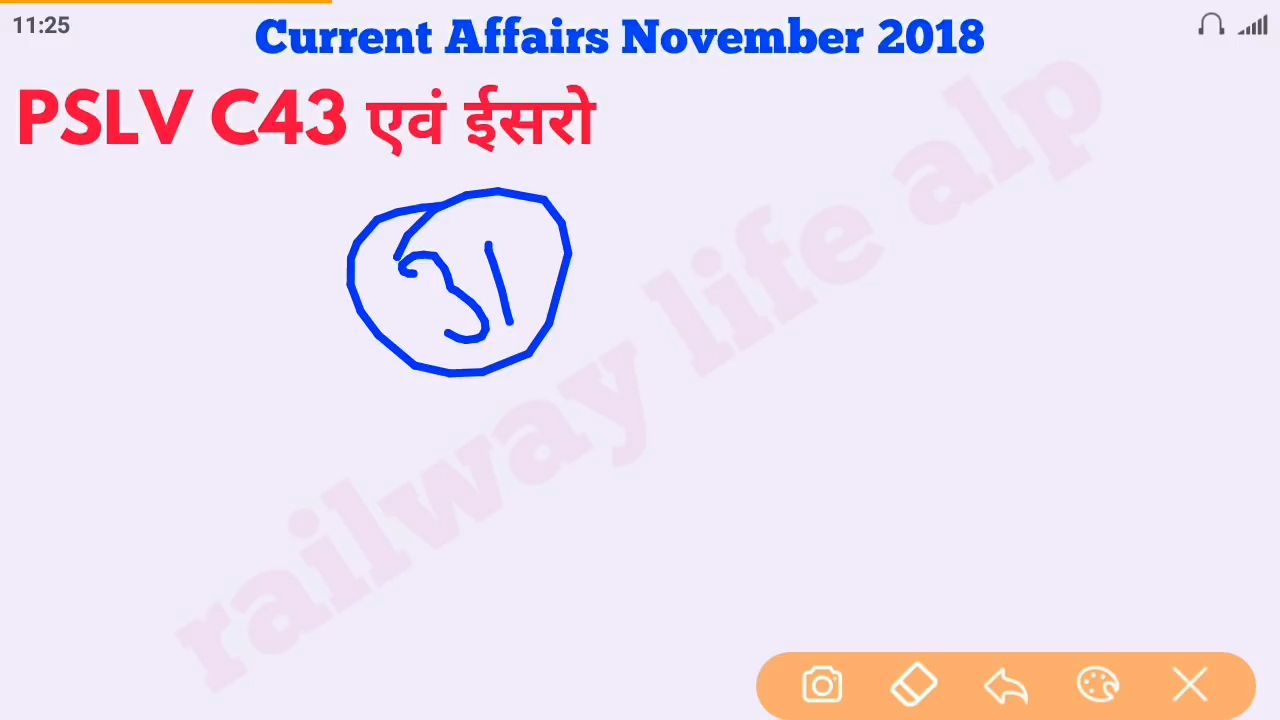 11:25
Current Affairs November 2018
PSLV C43 एवं ईसरो
31
railway life alp